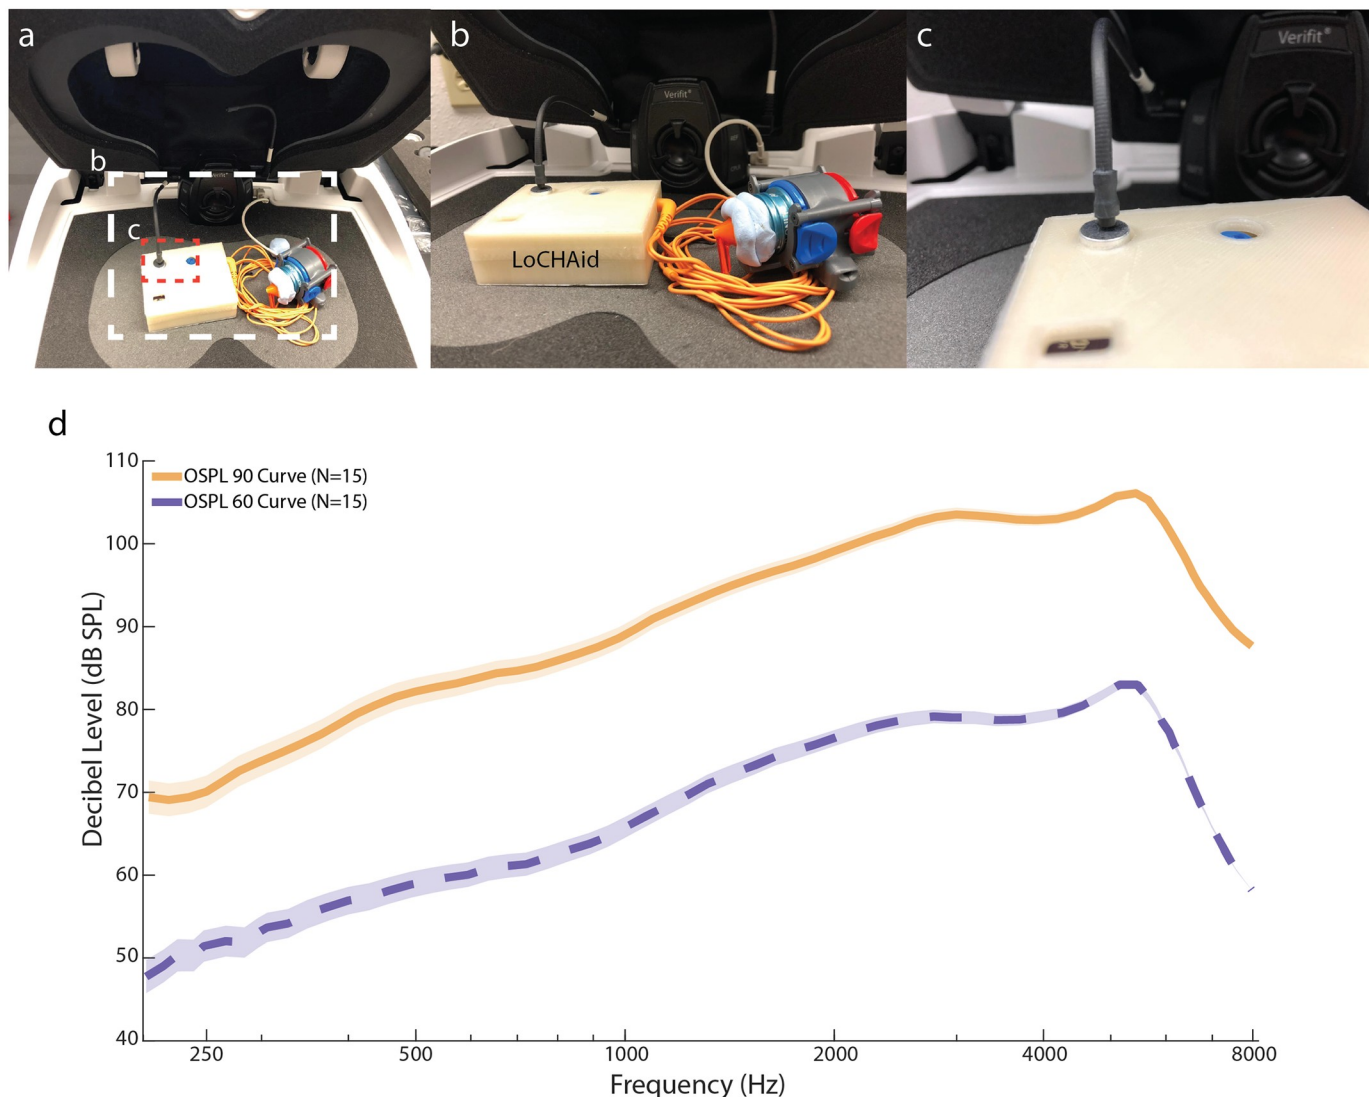 a
b
c
b
Verifit®
LoCHAid
c
Verifit®
d
110
100
90
80
70
60
50
40
Decibel Level (dB SPL)
OSPL 90 Curve (N=15)
OSPL 60 Curve (N=15)
250
500
1000
2000
4000
8000
Frequency (Hz)